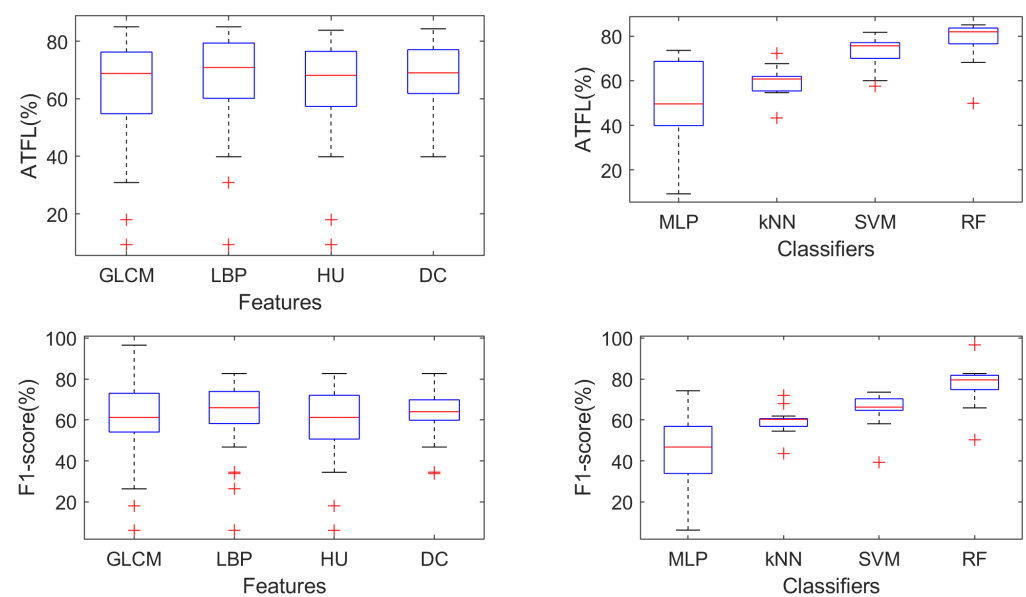 ATFL(%)
80
60
40
20
GLCM LBP HU DC
Features
ATFL(%)
80
60
40
20
MLP kNN SVM RF
Classifiers
F1-score(%)
100
80
60
40
20
GLCM LBP HU DC
Features
F1-score(%)
100
80
60
40
20
MLP kNN SVM RF
Classifiers